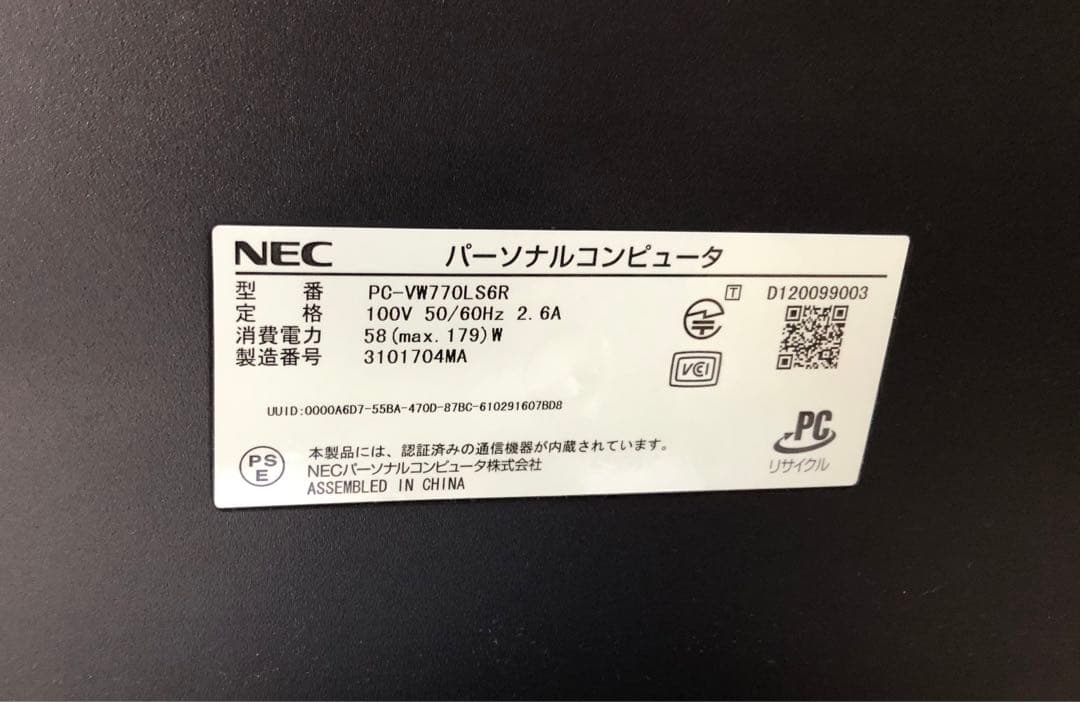 NEC パーソナルコンピュータ
型番 PC-VW770LS6R
定格 100V 50/60Hz 2.6A
消費電力 58(max.179)W
製造番号 3101704MA
T D120099003
VCI
UUID:0000A6D7-55BA-470D-87BC-610291607BD8
PS
E
本製品には、認証済みの通信機器が内蔵されています。
NECパーソナルコンピュータ株式会社
ASSEMBLED IN CHINA
PC
リサイクル